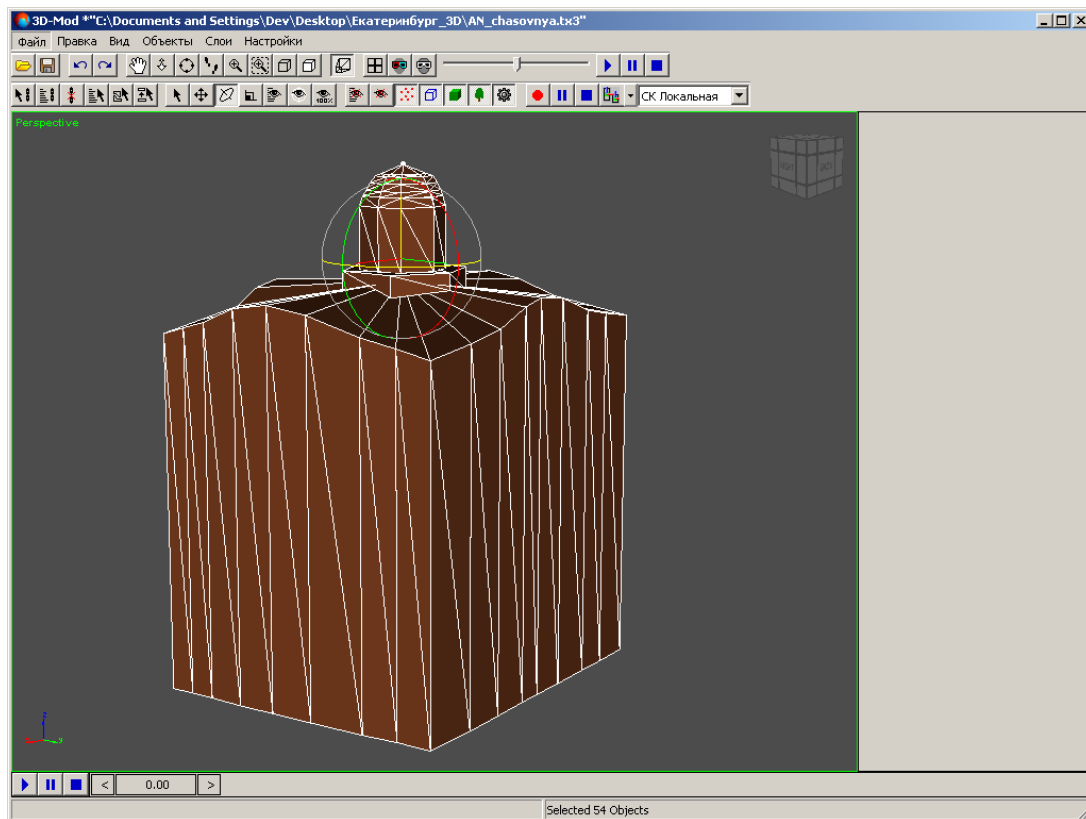 3D-Mod *"C:\Documents and Settings\Dev\Desktop\Екатеринбург_3D\AN_chasovnya.tx3"
Файл Правка Вид Объекты Слои Настройки
100%
СК Локальная
Perspective
z
y
< 0.00 >
Selected 54 Objects